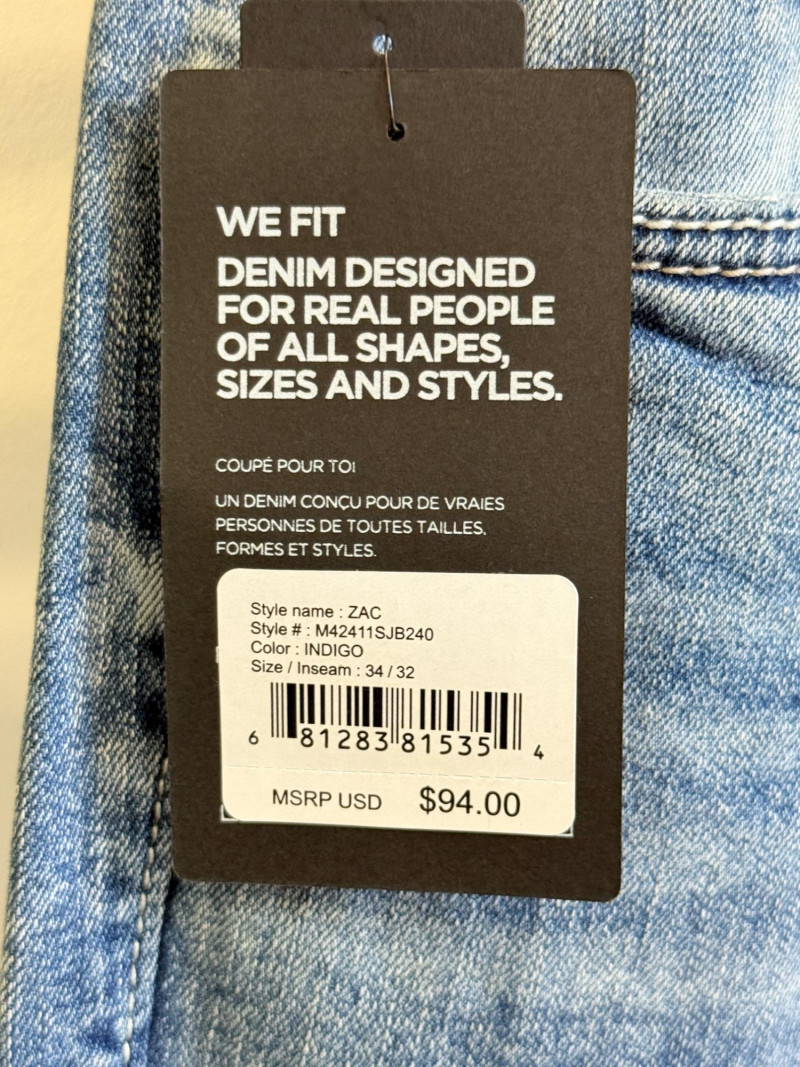 WE FIT
DENIM DESIGNED
FOR REAL PEOPLE
OF ALL SHAPES,
SIZES AND STYLES.
COUPÉ POUR TOI
UN DENIM CONÇU POUR DE VRAIES
PERSONNES DE TOUTES TAILLES,
FORMES ET STYLES.
Style name : ZAC
Style # : M42411SJB240
Color : INDIGO
Size / Inseam : 34 / 32
6 81283 81535 4
MSRP USD $94.00